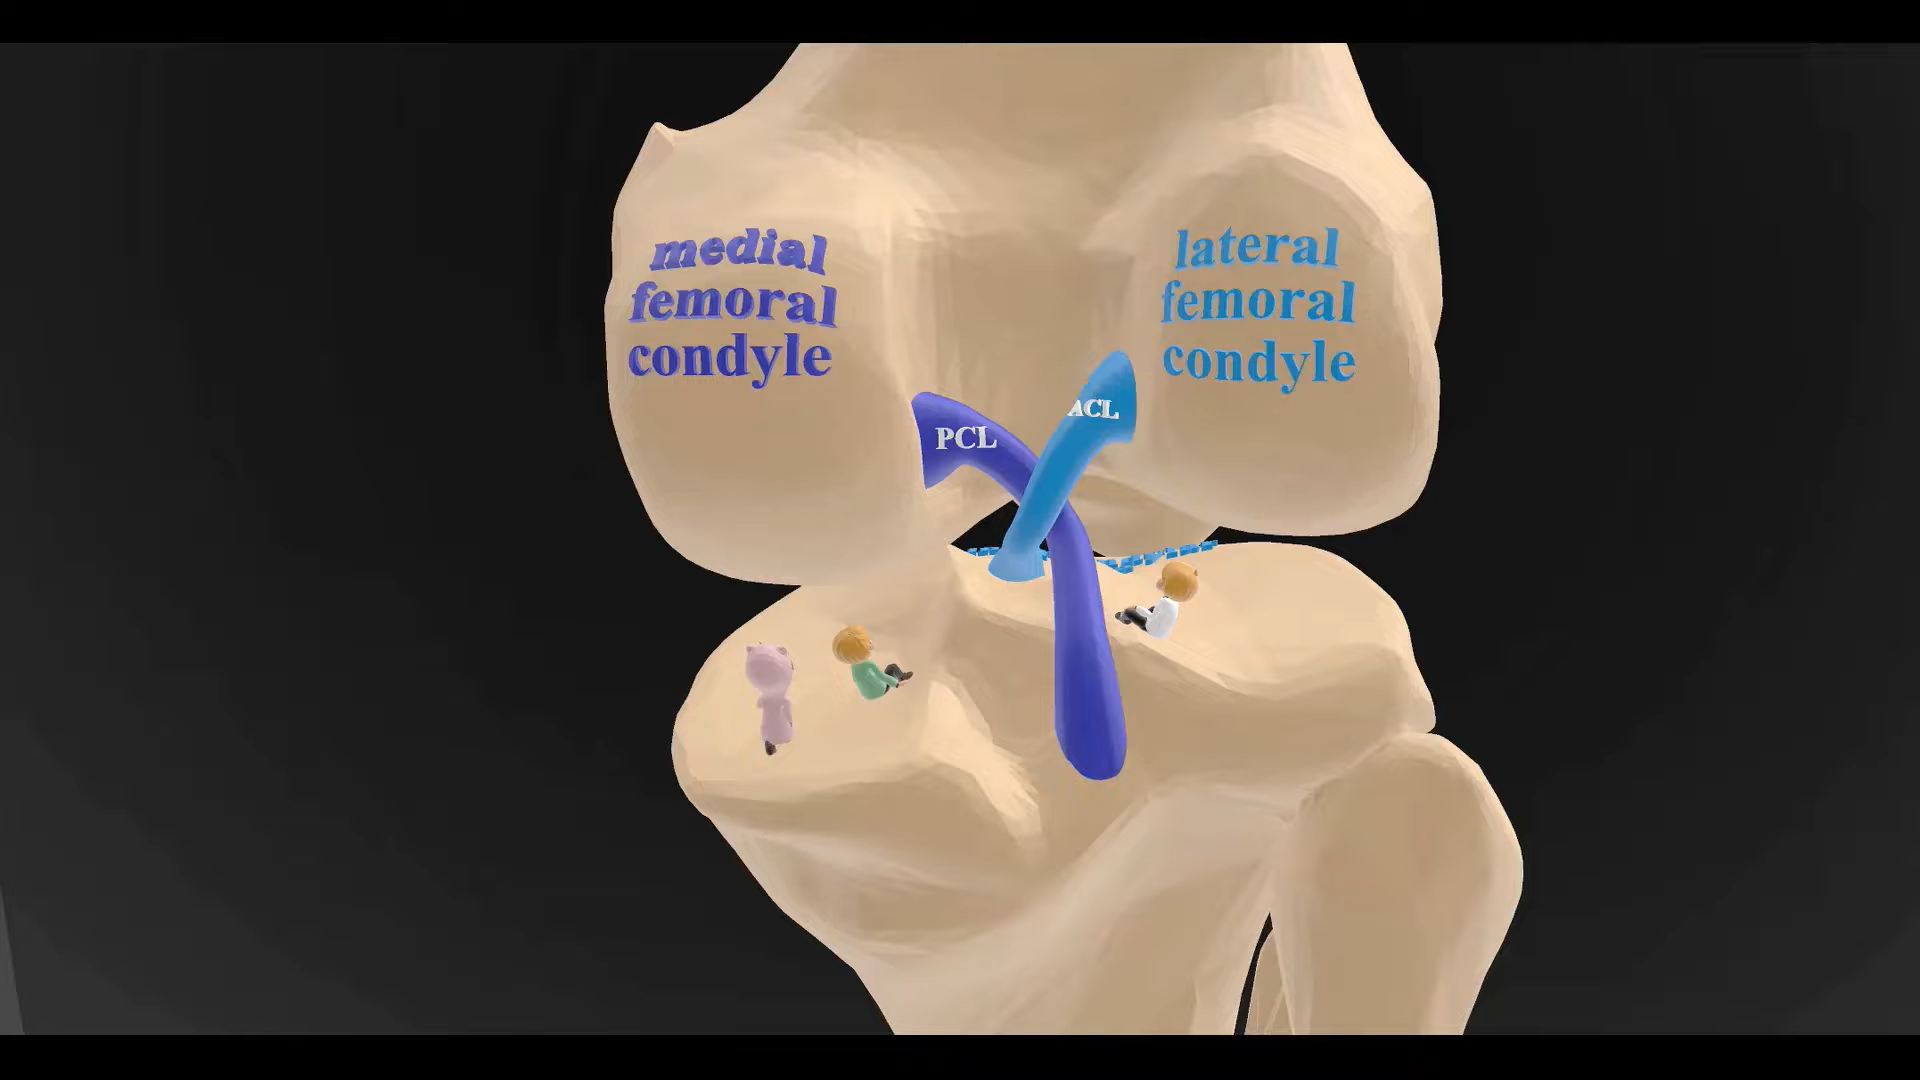 medial
femoral
condyle
lateral
femoral
condyle
PCL
ACL